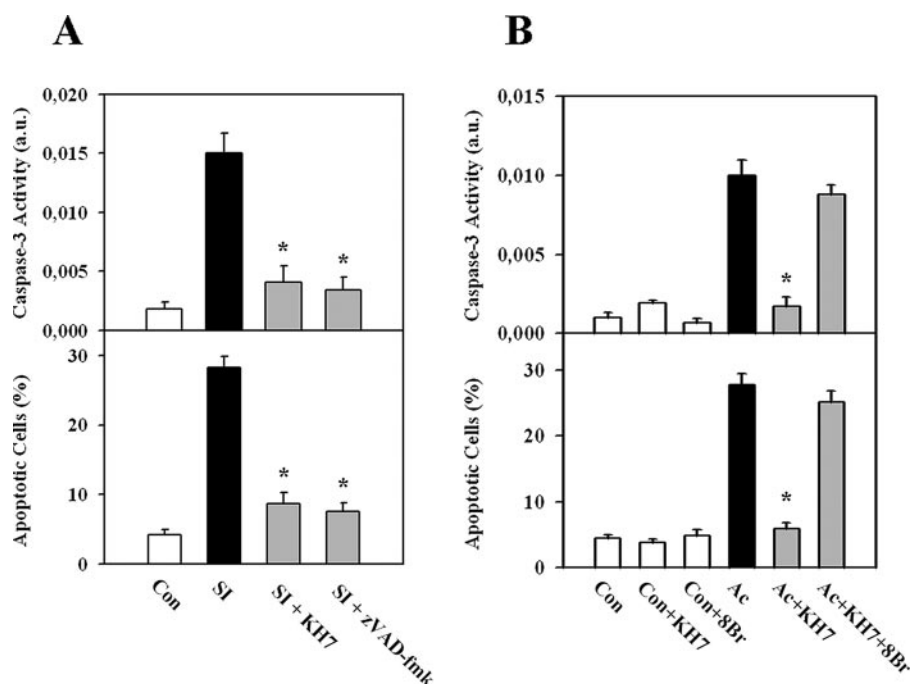 A
Caspase-3 Activity (a.u.)
0,020
0,015
0,010
0,005
0,000
*
*
Apoptotic Cells (%)
30
20
10
0
*
*
Con
SI
SI + KH7
SI + zVAD-fmk
B
Caspase-3 Activity (a.u.)
0,015
0,010
0,005
0,000
*
Apoptotic Cells (%)
30
20
10
0
*
Con
Con+KH7
Con+8Br
Ac
Ac+KH7
Ac+KH7+8Br